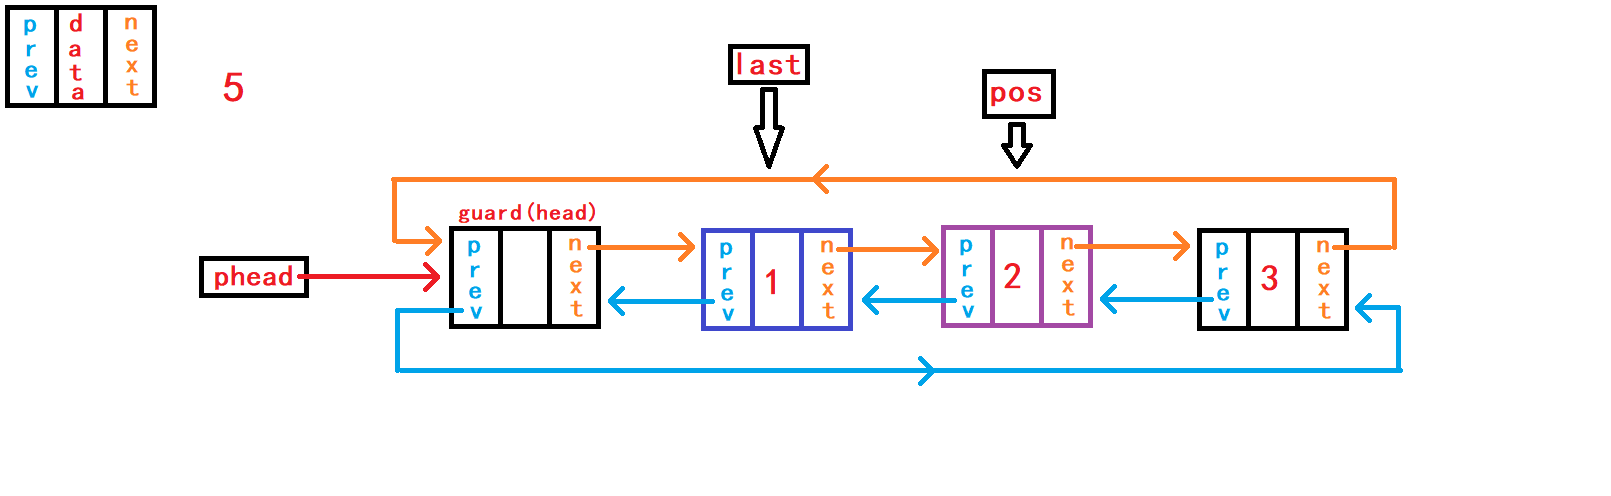 prev data next
5
last
pos
guard(head)
phead
prev next
prev 1 next
prev 2 next
prev 3 next